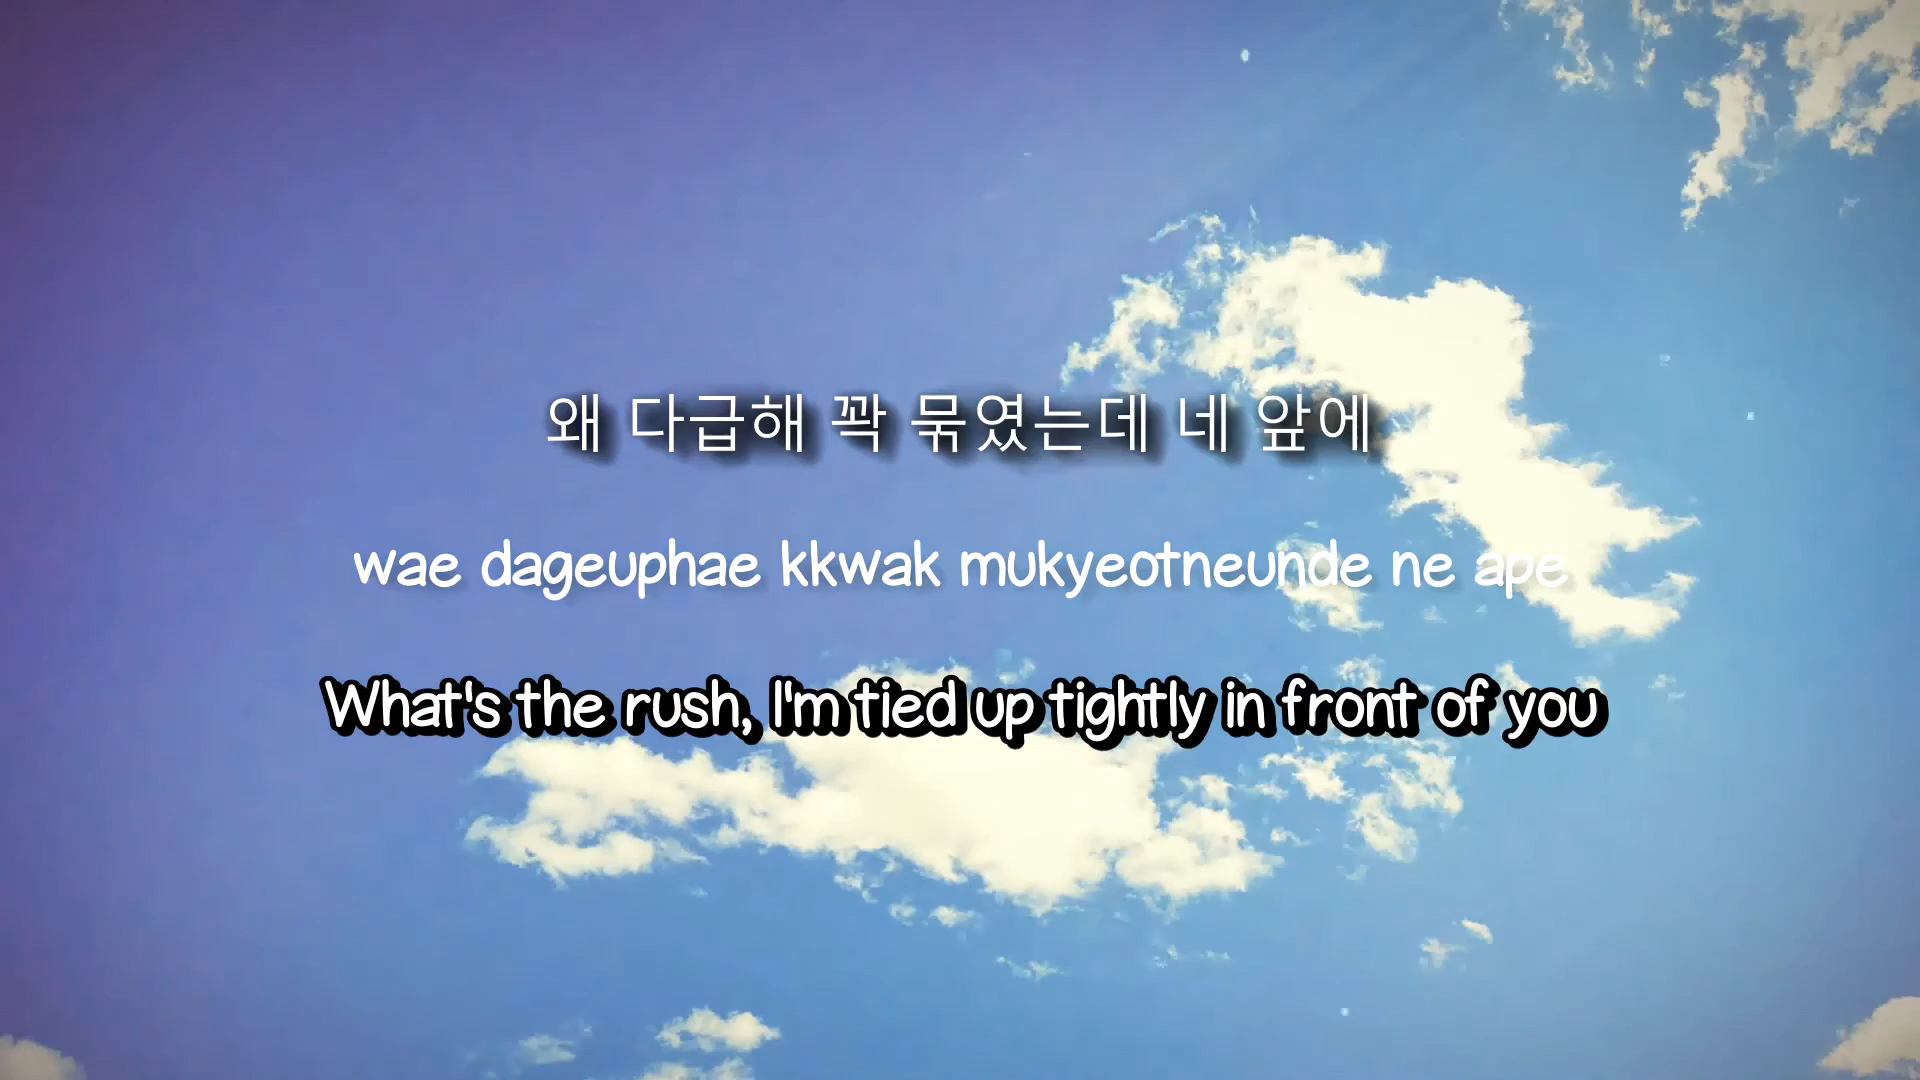 왜 다급해 꽉 묶였는데 네 앞에
wae dageuphae kkwak mukyeotneunde ne ape
What's the rush, I'm tied up tightly in front of you